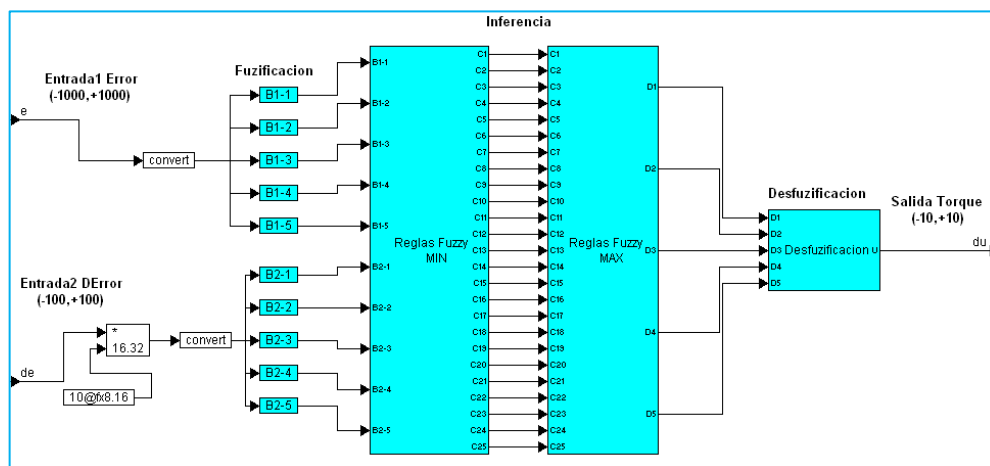 Inferencia
Entrada1 Error
(-1000,+1000)
e
convert
Fuzificacion
B1-1
B1-2
B1-3
B1-4
B1-5
Entrada2 DError
(-100,+100)
de
*
16.32
10@fx8.16
convert
B2-1
B2-2
B2-3
B2-4
B2-5
B1-1
B1-2
B1-3
B1-4
B1-5
B2-1
B2-2
B2-3
B2-4
B2-5
Reglas Fuzzy
MIN
C1
C2
C3
C4
C5
C6
C7
C8
C9
C10
C11
C12
C13
C14
C15
C16
C17
C18
C19
C20
C21
C22
C23
C24
C25
C1
C2
C3
C4
C5
C6
C7
C8
C9
C10
C11
C12
C13
C14
C15
C16
C17
C18
C19
C20
C21
C22
C23
C24
C25
Reglas Fuzzy
MAX
D1
D2
D3
D4
D5
Desfuzificacion
D1
D2
D3
D4
D5
Desfuzificacion
U
Salida Torque
(-10,+10)
du